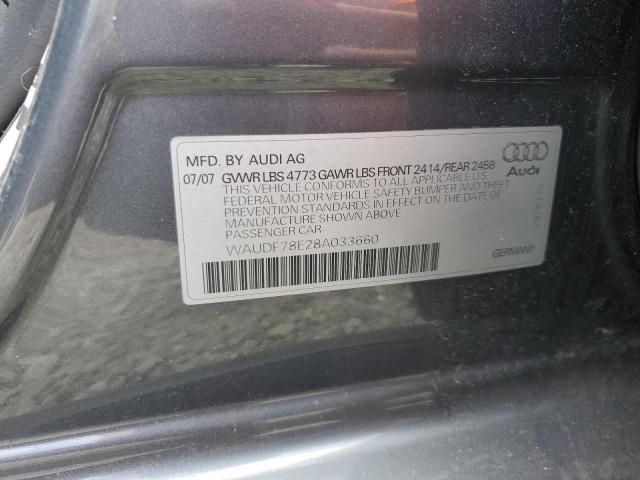 MFD. BY AUDI AG
07/07 GVWR LBS 4773 GAWR LBS FRONT 2414/REAR 2458
THIS VEHICLE CONFORMS TO ALL APPLICABLE U.S
FEDERAL MOTOR VEHICLE SAFETY BUMPER AND THEFT
PREVENTION STANDARDS IN EFFECT ON THE DATE OF
MANUFACTURE SHOWN ABOVE
PASSENGER CAR
WAUDF78E28A033660
Audi
GERMANY